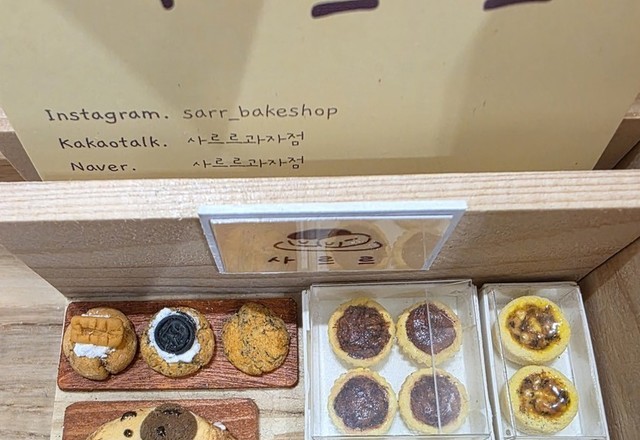 Instagram. sarr_bakeshop
Kakaotalk. 사르르과자점
Naver. 사르르과자점
사 르 르